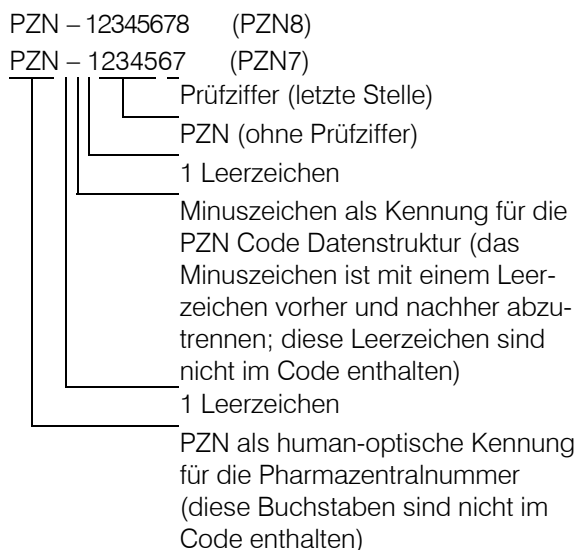 PZN – 12345678 (PZN8)
PZN – 1234567 (PZN7)
Prüfziffer (letzte Stelle)
PZN (ohne Prüfziffer)
1 Leerzeichen
Minuszeichen als Kennung für die
PZN Code Datenstruktur (das
Minuszeichen ist mit einem Leer-
zeichen vorher und nachher abzu-
trennen; diese Leerzeichen sind
nicht im Code enthalten)
1 Leerzeichen
PZN als human-optische Kennung
für die Pharmazentralnummer
(diese Buchstaben sind nicht im
Code enthalten)